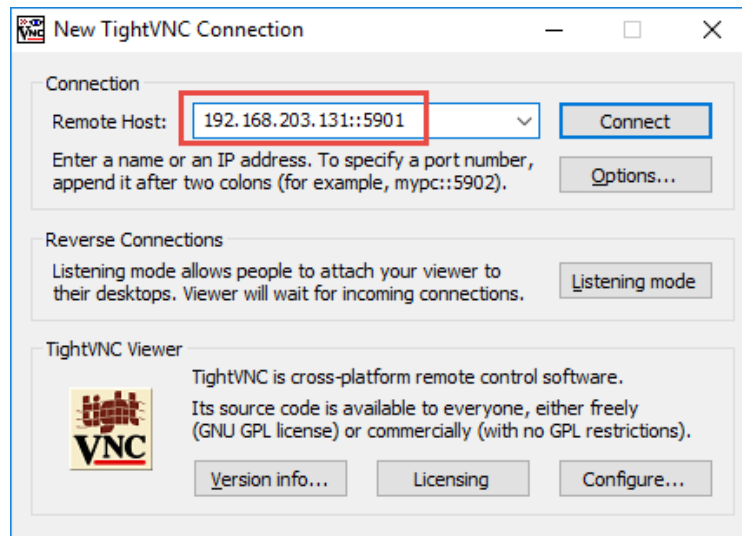 New TightVNC Connection
Connection
Remote Host: 192.168.203.131::5901
Connect
Enter a name or an IP address. To specify a port number,
append it after two colons (for example, mypc::5902).
Options...
Reverse Connections
Listening mode allows people to attach your viewer to
their desktops. Viewer will wait for incoming connections.
Listening mode
TightVNC Viewer
TightVNC is cross-platform remote control software.
Its source code is available to everyone, either freely
(GNU GPL license) or commercially (with no GPL restrictions).
tight
VNC
Version info...
Licensing
Configure...